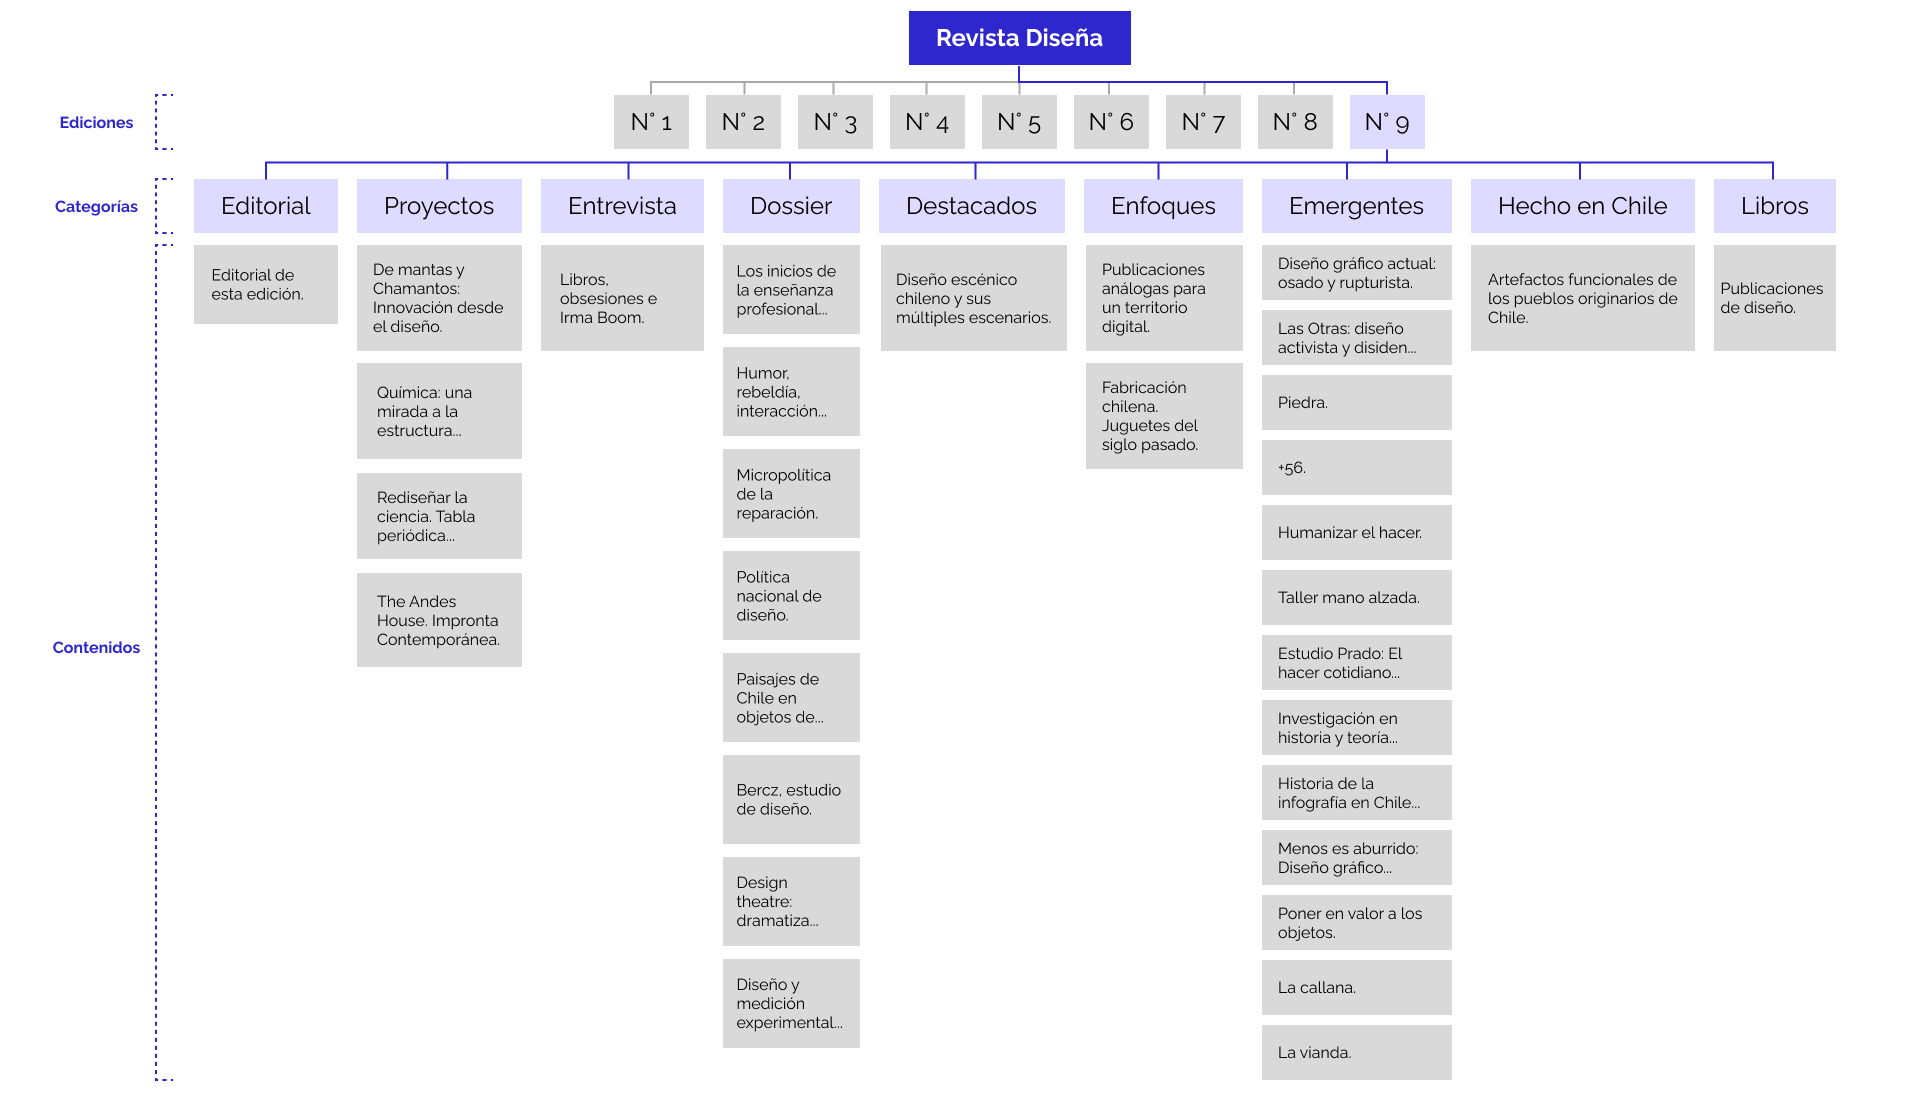 Revista Diseña
Ediciones
N° 1
N° 2
N° 3
N° 4
N° 5
N° 6
N° 7
N° 8
N° 9
Categorías
Editorial
Proyectos
Entrevista
Dossier
Destacados
Enfoques
Emergentes
Hecho en Chile
Libros
Contenidos
Editorial de
esta edición.
De mantas y
Chamantos:
Innovación desde
el diseño.
Química: una
mirada a la
estructura...
Rediseñar la
ciencia. Tabla
periódica...
The Andes
House. Impronta
Contemporánea.
Libros,
obsesiones e
Irma Boom.
Los inicios de
la enseñanza
profesional...
Humor,
rebeldía,
interacción...
Micropolítica
de la
reparación.
Política
nacional de
diseño.
Paisajes de
Chile en
objetos de...
Bercz, estudio
de diseño.
Design
theatre:
dramatiza...
Diseño y
medición
experimental...
Diseño escénico
chileno y sus
múltiples escenarios.
Publicaciones
análogas para
un territorio
digital.
Fabricación
chilena.
Juguetes del
siglo pasado.
Diseño gráfico actual:
osado y rupturista.
Las Otras: diseño
activista y disiden...
Piedra.
+56.
Humanizar el hacer.
Taller mano alzada.
Estudio Prado: El
hacer cotidiano...
Investigación en
historia y teoría...
Historia de la
infografía en Chile...
Menos es aburrido:
Diseño gráfico...
Poner en valor a los
objetos.
La callana.
La vianda.
Artefactos funcionales de
los pueblos originarios de
Chile.
Publicaciones
de diseño.